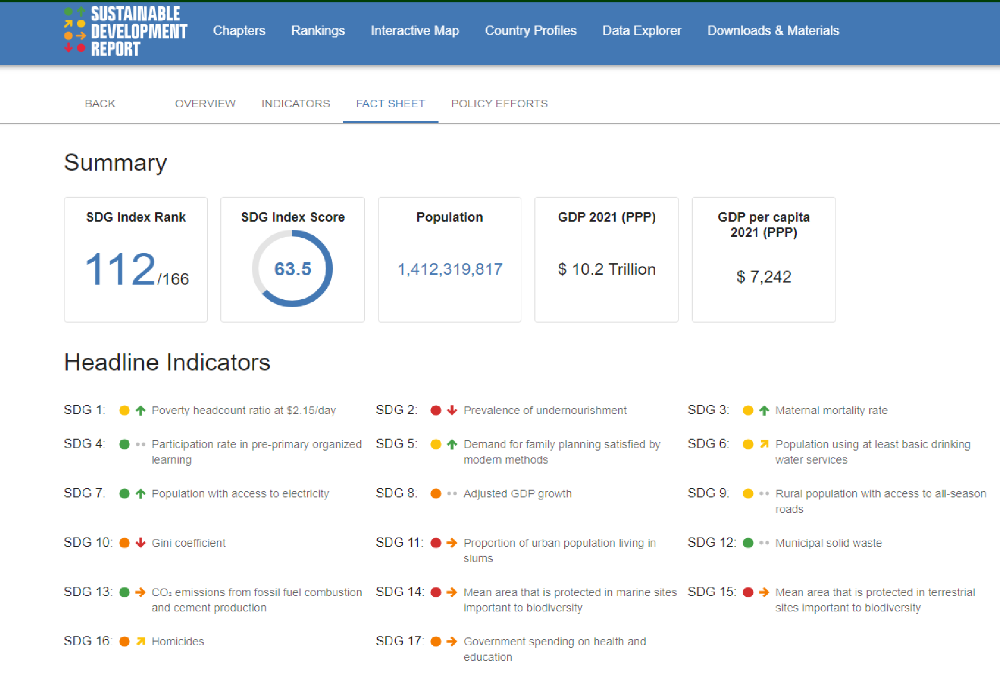 SUSTAINABLE
DEVELOPMENT
REPORT
Chapters
Rankings
Interactive Map
Country Profiles
Data Explorer
Downloads & Materials
BACK
OVERVIEW
INDICATORS
FACT SHEET
POLICY EFFORTS
Summary
SDG Index Rank
112/166
SDG Index Score
63.5
Population
1,412,319,817
GDP 2021 (PPP)
$ 10.2 Trillion
GDP per capita
2021 (PPP)
$ 7,242
Headline Indicators
SDG 1: Poverty headcount ratio at $2.15/day
SDG 2: Prevalence of undernourishment
SDG 3: Maternal mortality rate
SDG 4: Participation rate in pre-primary organized
learning
SDG 5: Demand for family planning satisfied by
modern methods
SDG 6: Population using at least basic drinking
water services
SDG 7: Population with access to electricity
SDG 8: Adjusted GDP growth
SDG 9: Rural population with access to all-season
roads
SDG 10: Gini coefficient
SDG 11: Proportion of urban population living in
slums
SDG 12: Municipal solid waste
SDG 13: CO₂ emissions from fossil fuel combustion
and cement production
SDG 14: Mean area that is protected in marine sites
important to biodiversity
SDG 15: Mean area that is protected in terrestrial
sites important to biodiversity
SDG 16: Homicides
SDG 17: Government spending on health and
education